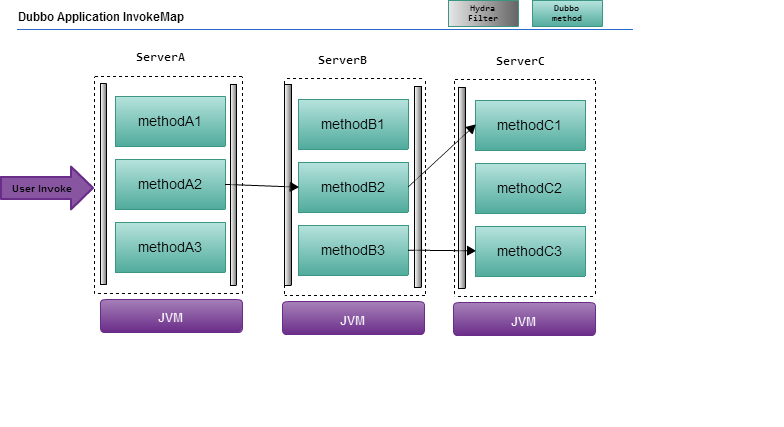 Dubbo Application InvokeMap
Hydra
Filter
Dubbo
method
ServerA
ServerB
ServerC
methodA1
methodB1
methodC1
User Invoke
methodA2
methodB2
methodC2
methodA3
methodB3
methodC3
JVM
JVM
JVM